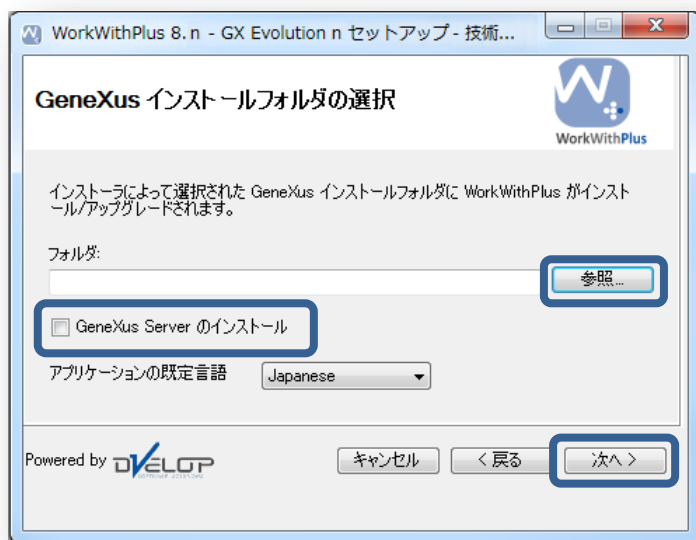 WorkWithPlus 8.n - GX Evolution n セットアップ - 技術...
GeneXus インストールフォルダの選択
WorkWithPlus
インストーラによって選択された GeneXus インストールフォルダに WorkWithPlus がインスト
ール/アップグレードされます。
フォルダ:
参照...
GeneXus Server のインストール
アプリケーションの既定言語 Japanese
Powered by DVELOP
キャンセル < 戻る 次へ >